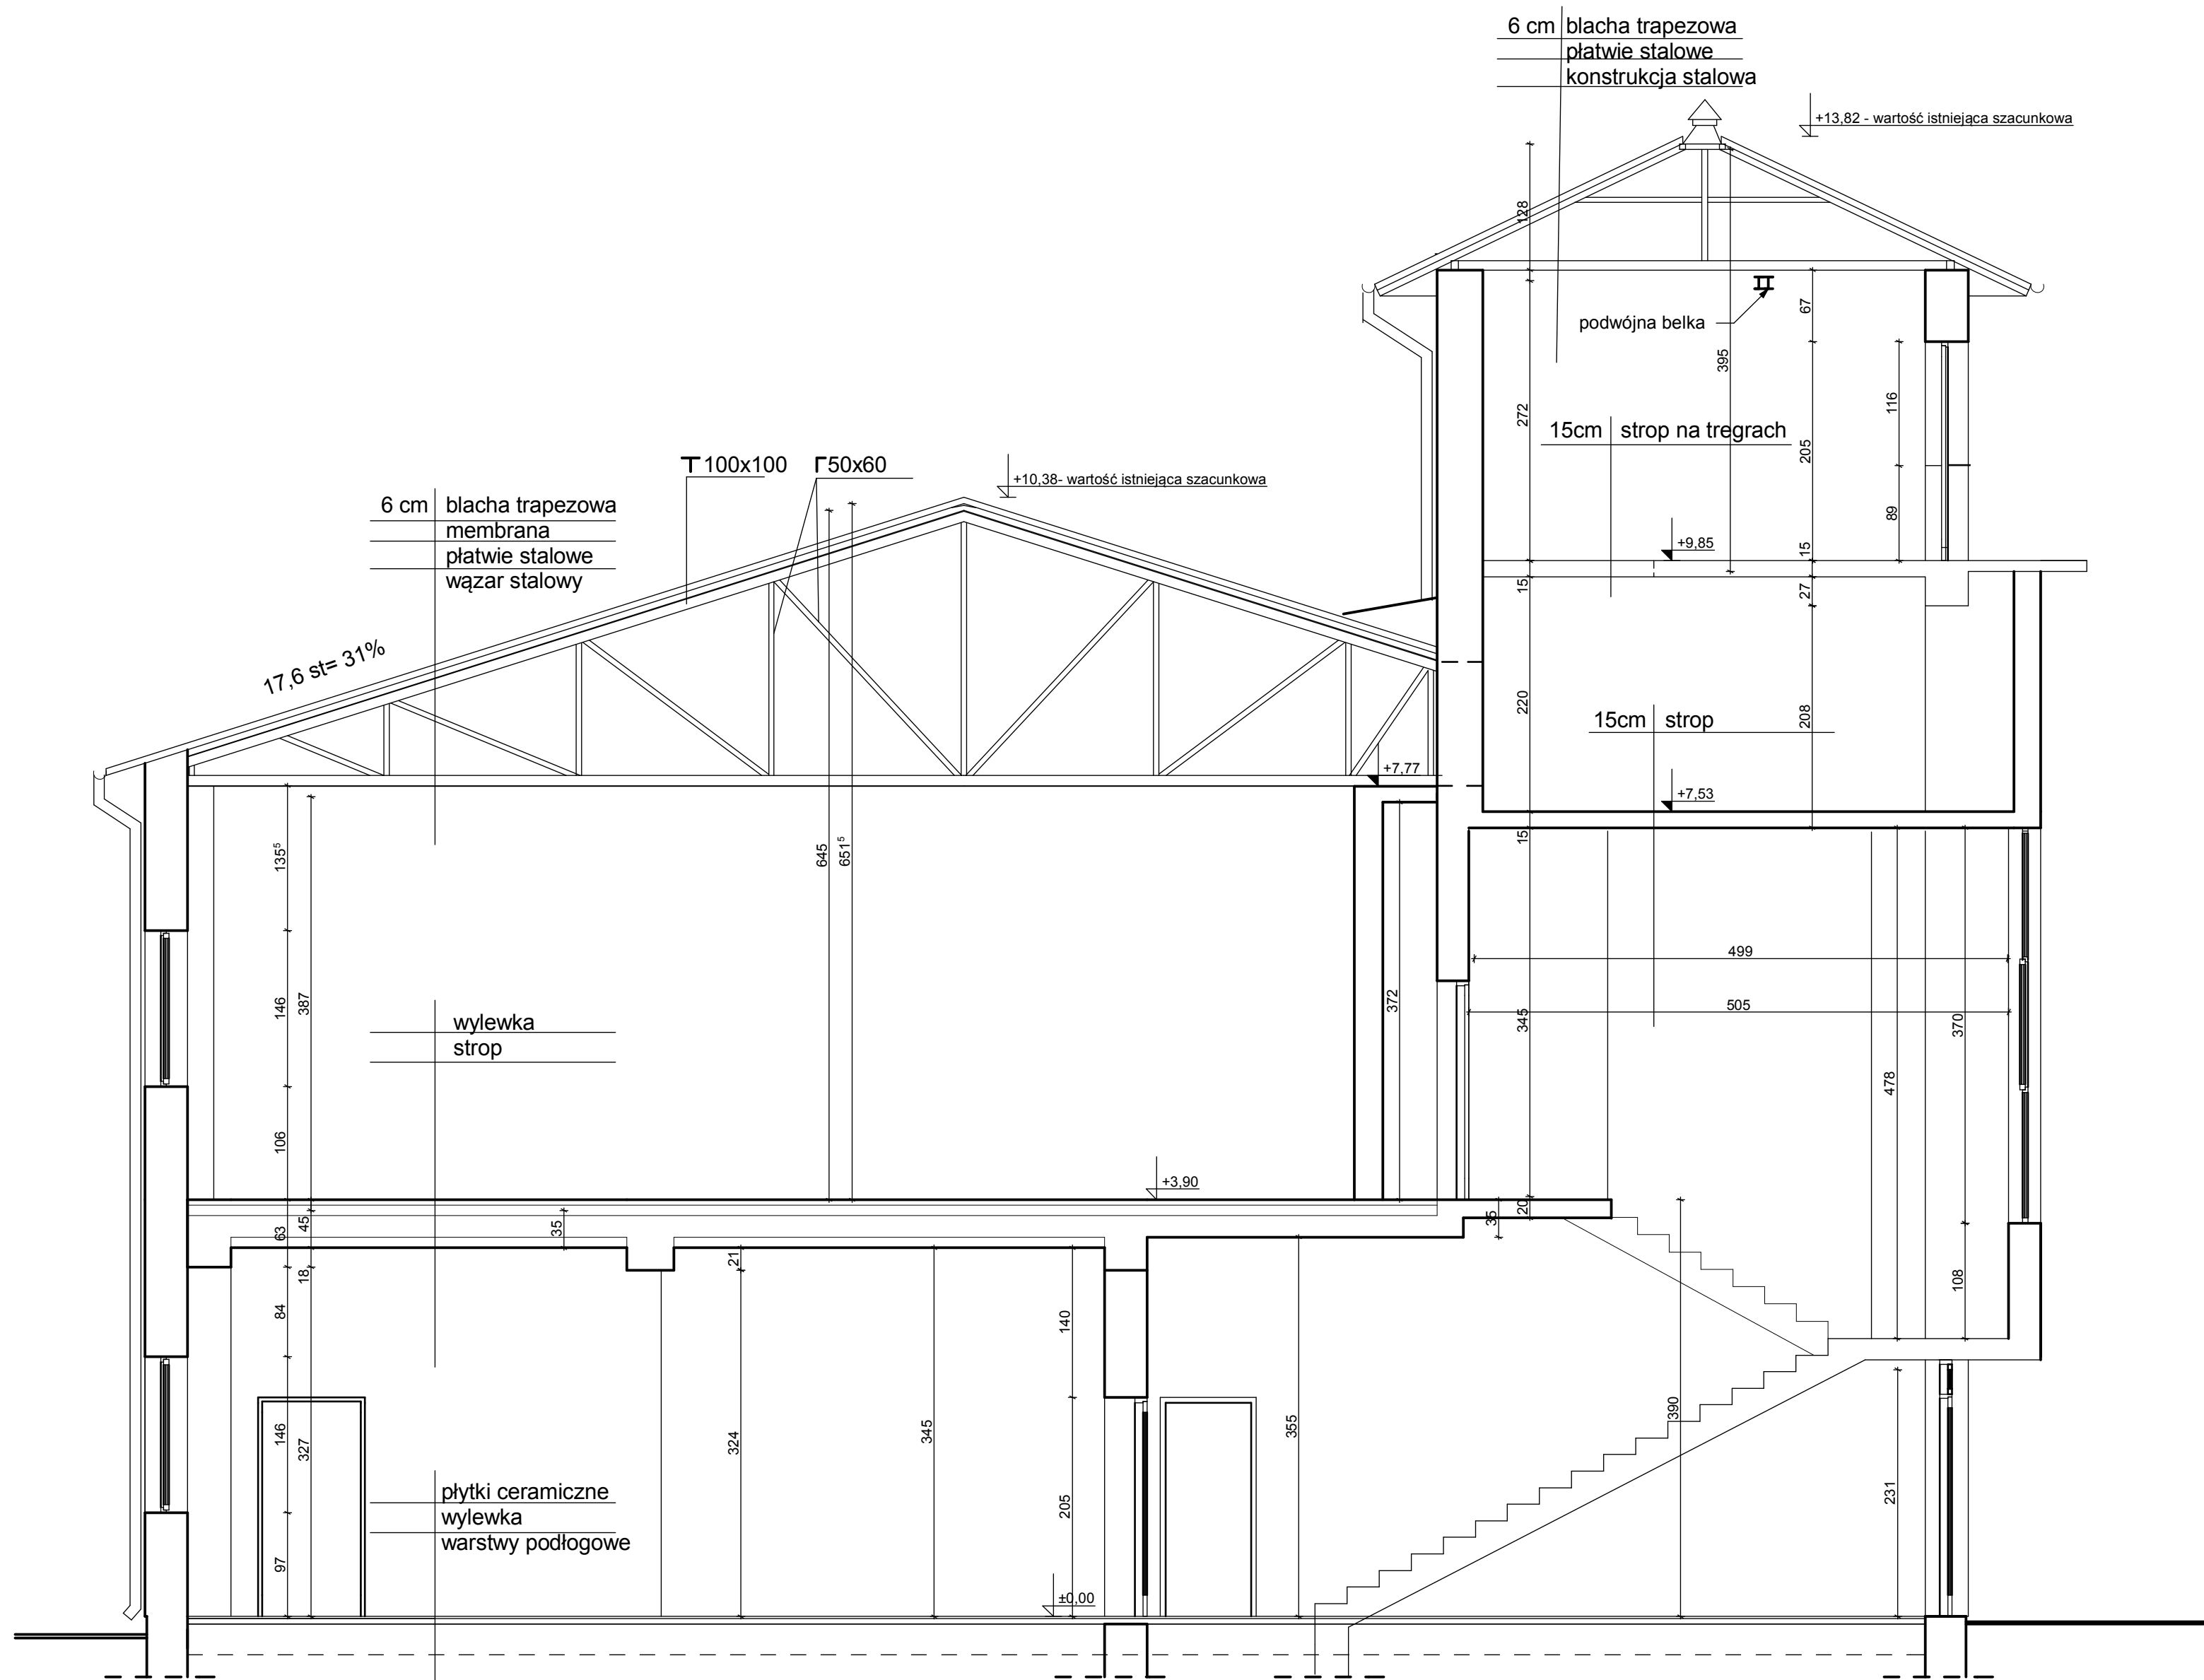 6 cm blacha trapezowa
płatwie stalowe
konstrukcja stalowa
+13,82 - wartość istniejąca szacunkowa
128
67
podwójna belka
395
116
272
15cm strop na tregrach
205
100x100
50x60
+10,38- wartość istniejąca szacunkowa
6 cm blacha trapezowa
membrana
płatwie stalowe
wązar stalowy
89
+9,85
15
15
27
17,6 st= 31%
220
208
15cm strop
+7,77
+7,53
15
135⁵
645
651⁵
499
146
387
372
345
505
370
wylewka
strop
478
106
+3,90
63
45
35
35
20
18
21
108
84
140
390
146
327
324
345
355
płytki ceramiczne
wylewka
warstwy podłogowe
205
231
97
±0,00